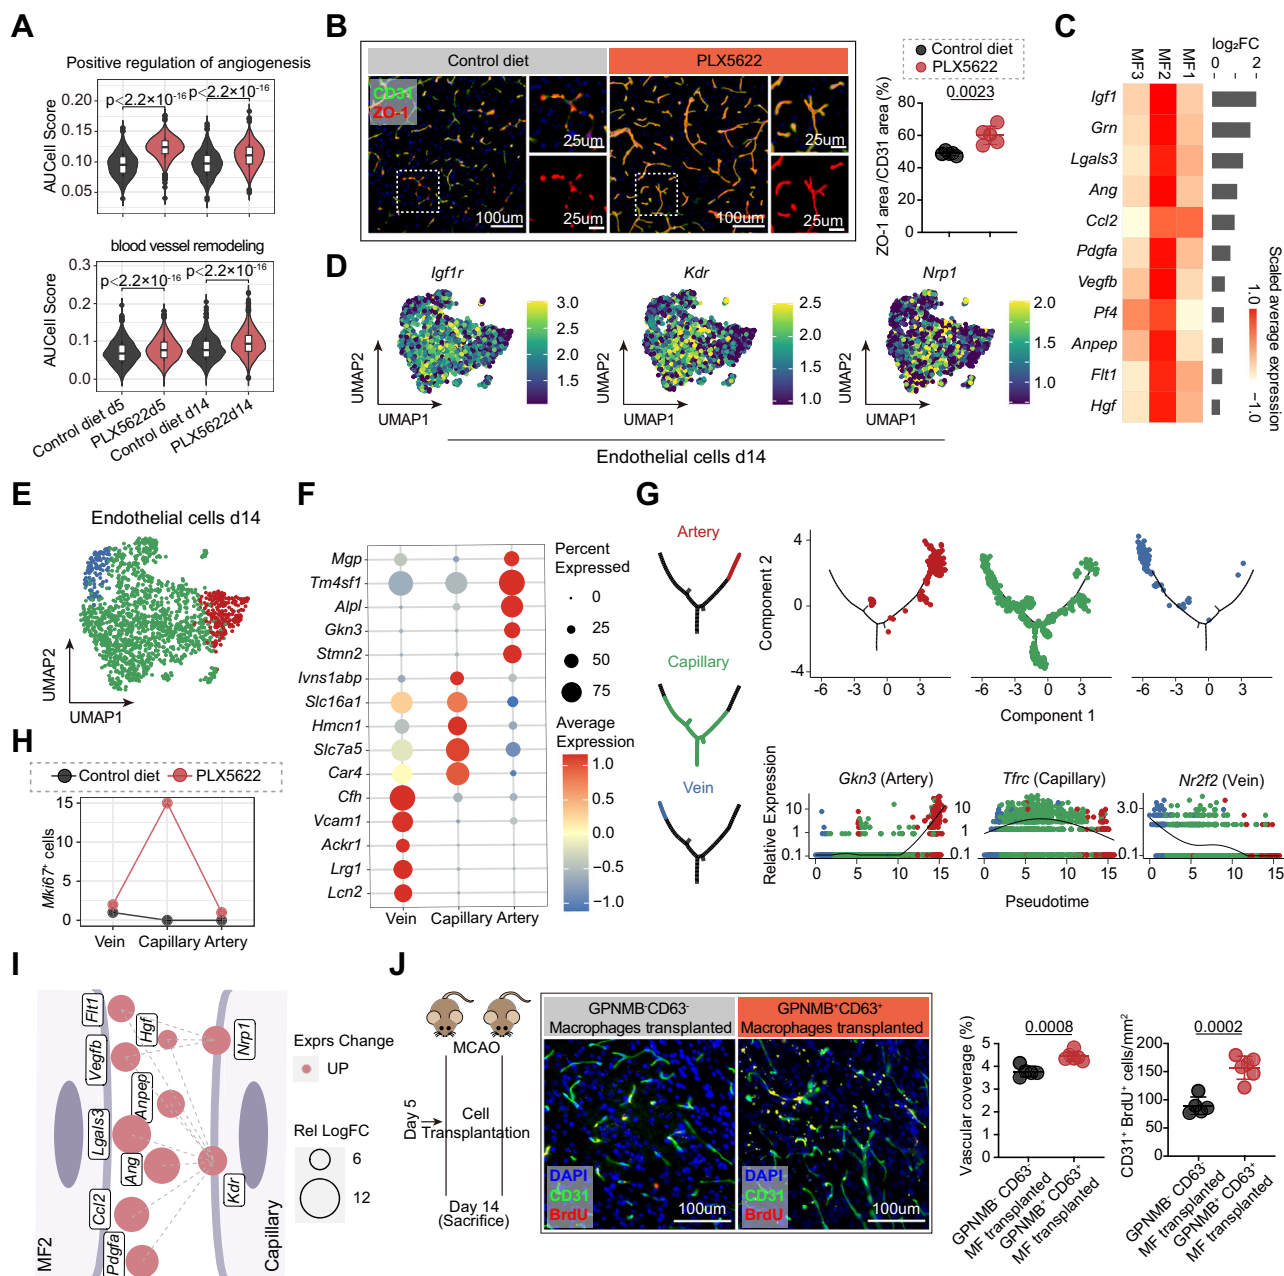 A
Positive regulation of angiogenesis
AUCell Score
0.20
0.15
0.10
0.05
p<2.2×10⁻¹⁶
p<2.2×10⁻¹⁶
blood vessel remodeling
AUCell Score
0.3
0.2
0.1
0.0
p<2.2×10⁻¹⁶
p<2.2×10⁻¹⁶
Control diet d5
PLX5622d5
Control diet d14
PLX5622d14
B
Control diet
PLX5622
CD31
ZO-1
100um
25um
25um
100um
25um
25um
Control diet
PLX5622
ZO-1 area /CD31 area (%)
80
60
40
20
0
0.0023
C
MF3
MF2
MF1
log₂FC
0 2
Igf1
Grn
Lgals3
Ang
Ccl2
Pdgfa
Vegfb
Pf4
Anpep
Flt1
Hgf
Scaled average expression
1.0
−1.0
D
Igf1r
Kdr
Nrp1
3.0
2.5
2.0
1.5
2.5
2.0
1.5
1.0
2.0
1.5
1.0
UMAP2
UMAP1
UMAP2
UMAP1
UMAP2
UMAP1
Endothelial cells d14
E
Endothelial cells d14
UMAP2
UMAP1
F
Mgp
Tm4sf1
Alpl
Gkn3
Stmn2
Ivns1abp
Slc16a1
Hmcn1
Slc7a5
Car4
Cfh
Vcam1
Ackr1
Lrg1
Lcn2
Vein
Capillary
Artery
Percent
Expressed
0
25
50
75
Average
Expression
1.0
0.5
0.0
−0.5
−1.0
G
Artery
Capillary
Vein
Component 2
4
0
-4
-6 -3 0 3
-6 -3 0 3
-6 -3 0 3
Component 1
Relative Expression
Gkn3 (Artery)
Tfrc (Capillary)
Nr2f2 (Vein)
10
1
0.1
10
1
0.1
3.0
0.1
0 5 10 15
0 5 10 15
0 5 10 15
Pseudotime
H
Control diet
PLX5622
Mki67⁺ cells
15
10
5
0
Vein
Capillary
Artery
I
MF2
Capillary
Flt1
Hgf
Vegfb
Anpep
Lgals3
Ang
Ccl2
Pdgfa
Nrp1
Kdr
Exprs Change
UP
Rel LogFC
6
12
J
MCAO
Day 5
Cell
Transplantation
Day 14
(Sacrifice)
GPNMB⁻CD63⁻
Macrophages transplanted
GPNMB⁺CD63⁺
Macrophages transplanted
DAPI
CD31
BrdU
100um
DAPI
CD31
BrdU
100um
Vascular coverage (%)
5
4
3
2
1
0
0.0008
GPNMB⁻ CD63⁻
MF transplanted
GPNMB⁺ CD63⁺
MF transplanted
CD31⁺ BrdU⁺ cells/mm²
200
150
100
50
0
0.0002
GPNMB⁻ CD63⁻
MF transplanted
GPNMB⁺ CD63⁺
MF transplanted